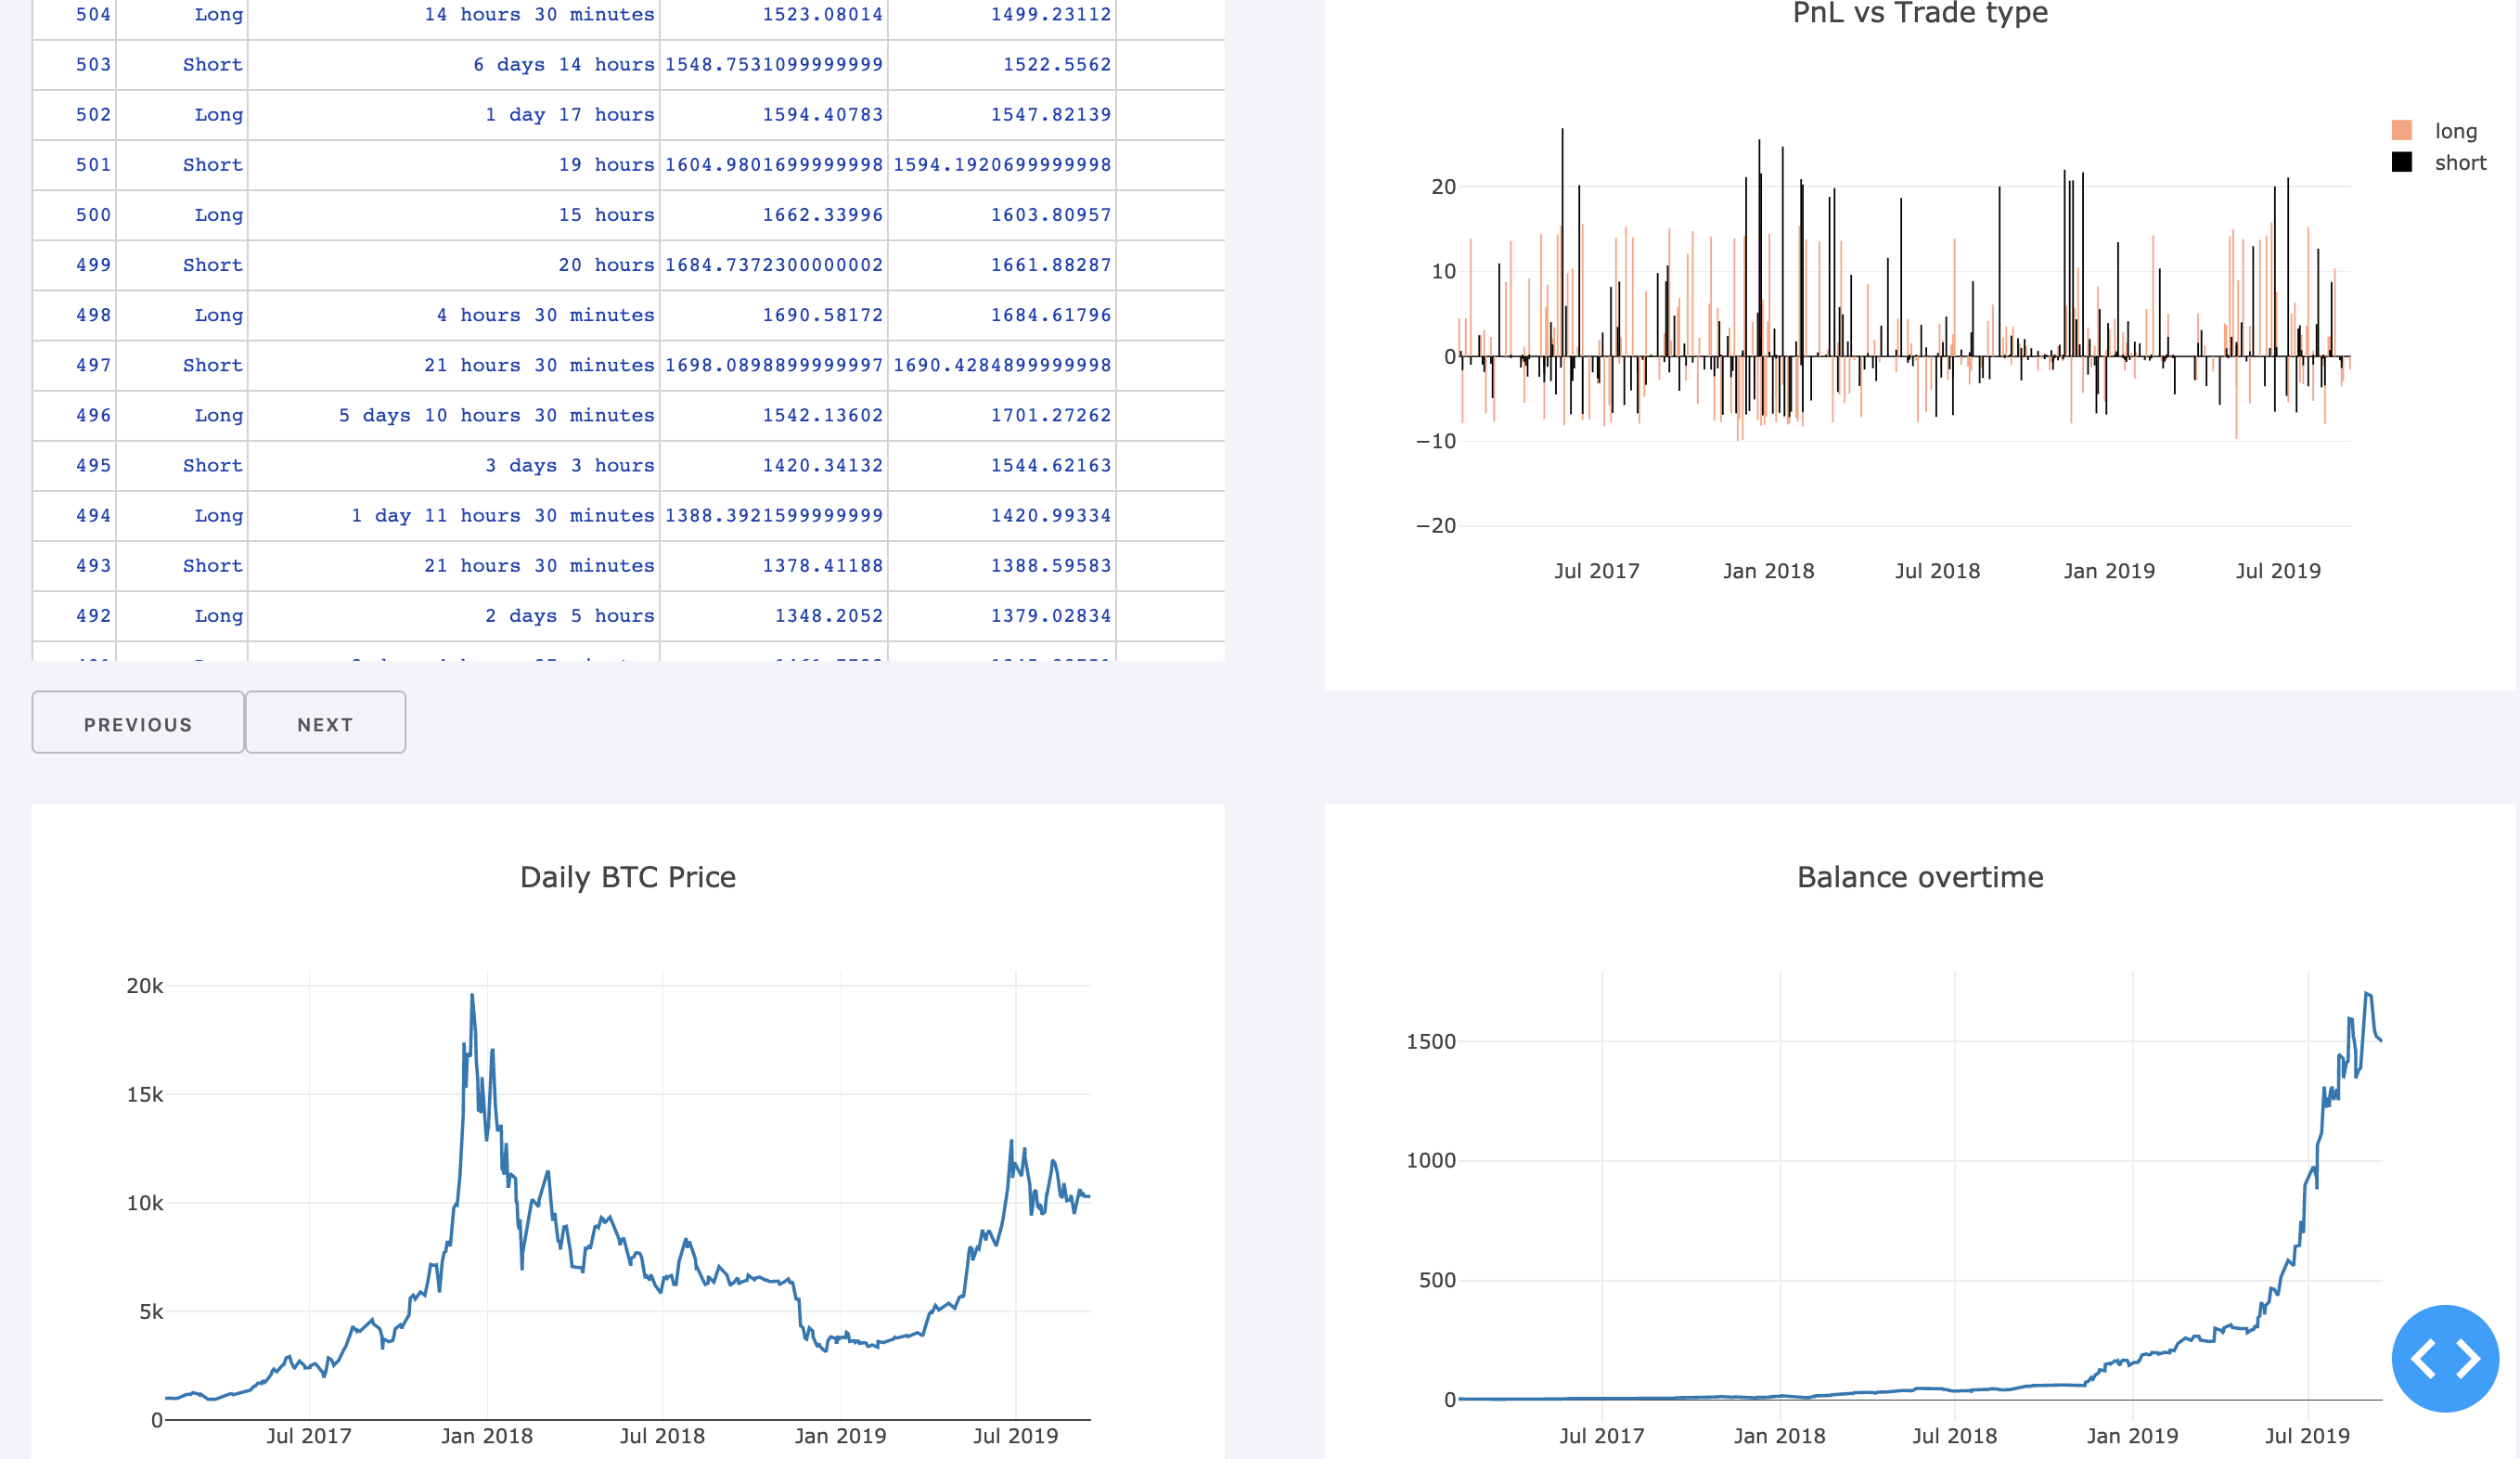 504 Long 14 hours 30 minutes 1523.08014 1499.23112
503 Short 6 days 14 hours 1548.7531099999999 1522.5562
502 Long 1 day 17 hours 1594.40783 1547.82139
501 Short 19 hours 1604.9801699999998 1594.1920699999998
500 Long 15 hours 1662.33996 1603.80957
499 Short 20 hours 1684.7372300000002 1661.88287
498 Long 4 hours 30 minutes 1690.58172 1684.61796
497 Short 21 hours 30 minutes 1698.0898899999997 1690.4284899999998
496 Long 5 days 10 hours 30 minutes 1542.13602 1701.27262
495 Short 3 days 3 hours 1420.34132 1544.62163
494 Long 1 day 11 hours 30 minutes 1388.3921599999999 1420.99334
493 Short 21 hours 30 minutes 1378.41188 1388.59583
492 Long 2 days 5 hours 1348.2052 1379.02834
PREVIOUS NEXT
PnL vs Trade type
long
short
20
10
0
−10
−20
Jul 2017 Jan 2018 Jul 2018 Jan 2019 Jul 2019
Daily BTC Price
20k
15k
10k
5k
0
Jul 2017 Jan 2018 Jul 2018 Jan 2019 Jul 2019
Balance overtime
1500
1000
500
0
Jul 2017 Jan 2018 Jul 2018 Jan 2019 Jul 2019